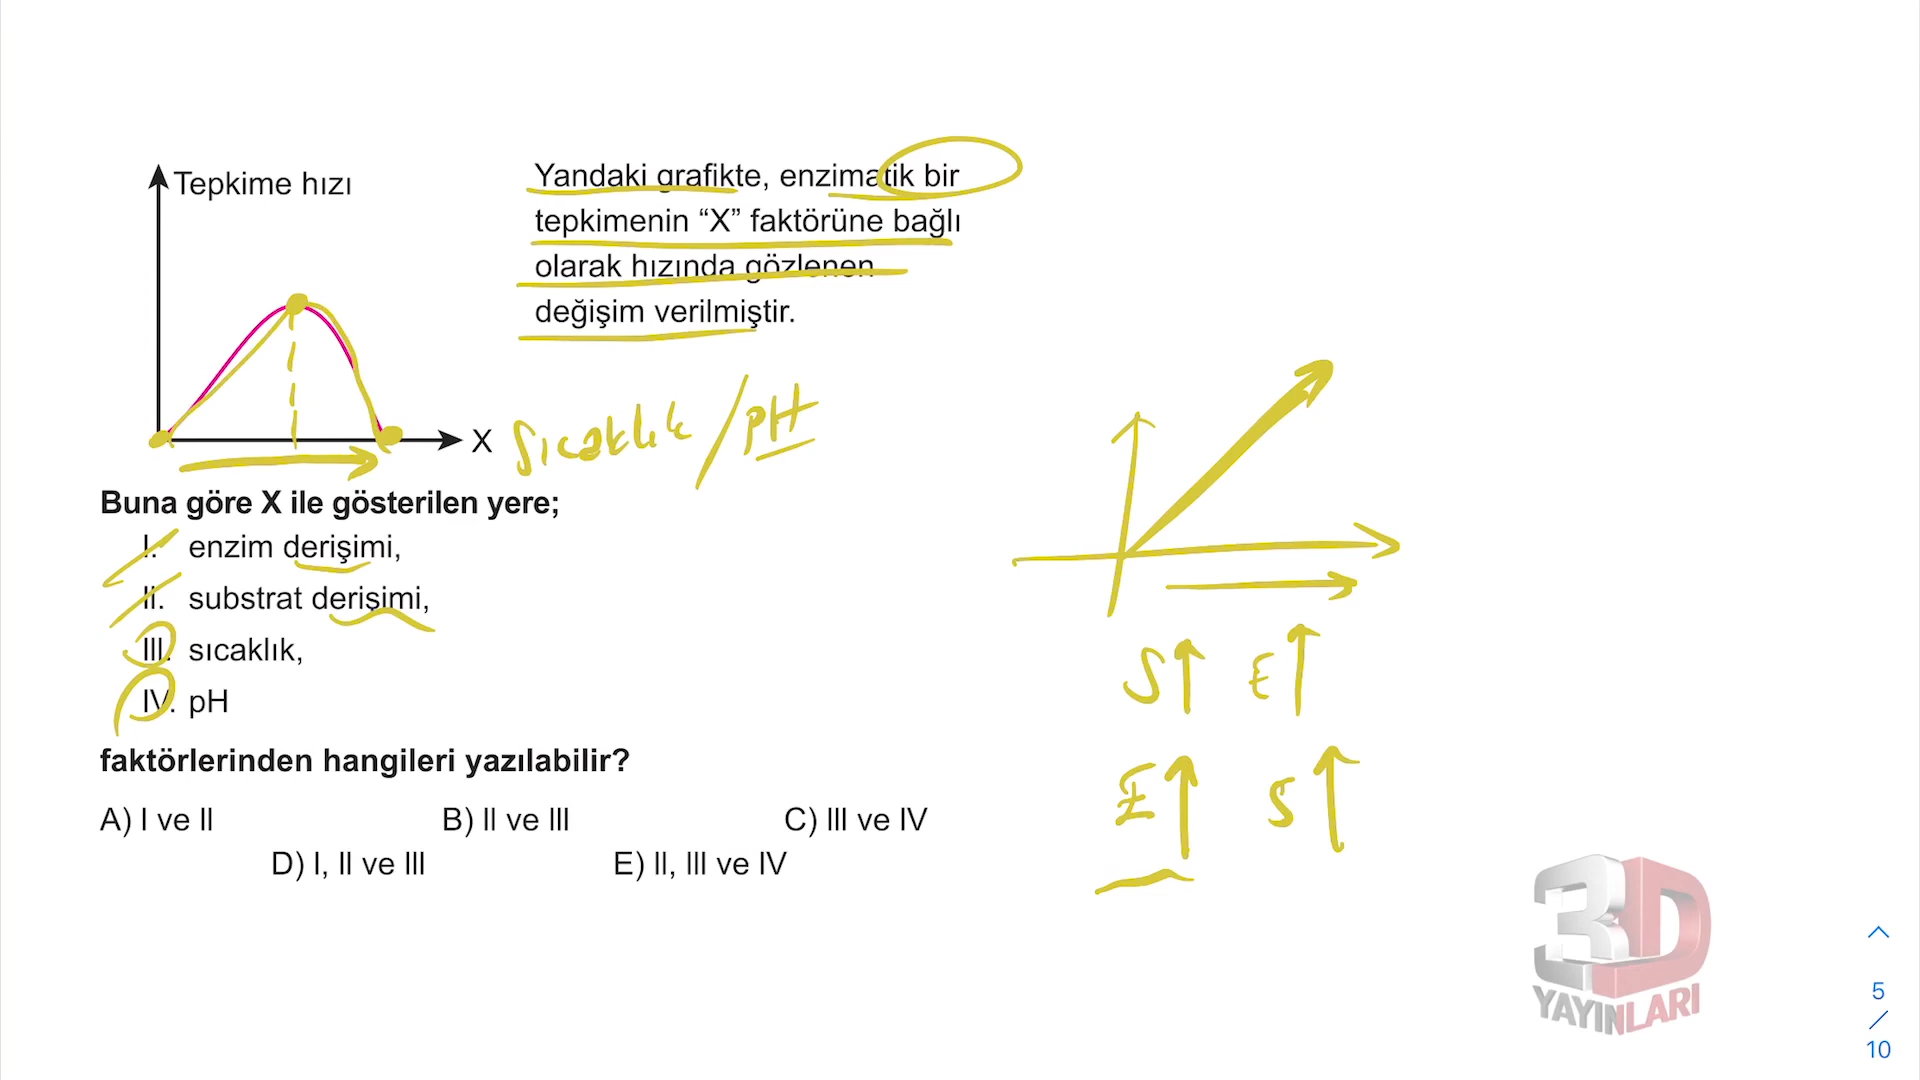 Tepkime hızı
X
Yandaki grafikte, enzimatik bir
tepkimenin “X” faktörüne bağlı
olarak hızında gözlenen
değişim verilmiştir.
Sıcaklık / pH
Buna göre X ile gösterilen yere;
I. enzim derişimi,
II. substrat derişimi,
III. sıcaklık,
IV. pH
faktörlerinden hangileri yazılabilir?
A) I ve II B) II ve III C) III ve IV
D) I, II ve III E) II, III ve IV
S↑ E↑
E↑ S↑
3D
YAYINLARI
5
/
10